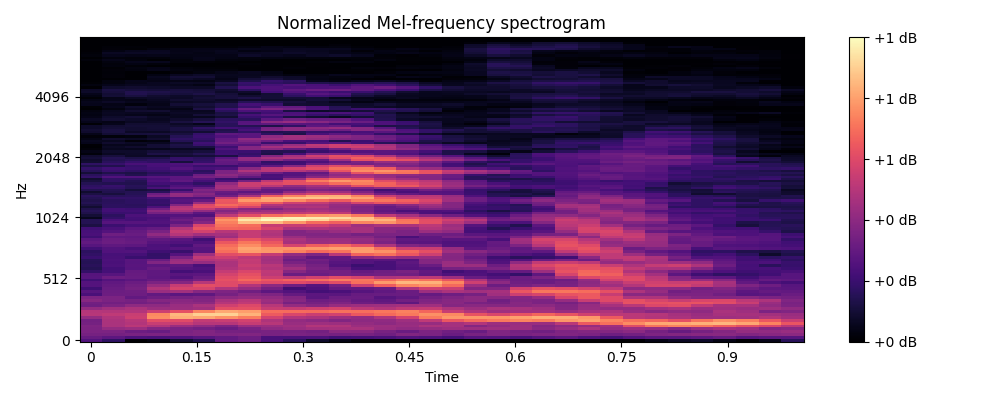 Normalized Mel-frequency spectrogram
Hz
4096
2048
1024
512
0
0 0.15 0.3 0.45 0.6 0.75 0.9
Time
+1 dB
+1 dB
+1 dB
+0 dB
+0 dB
+0 dB